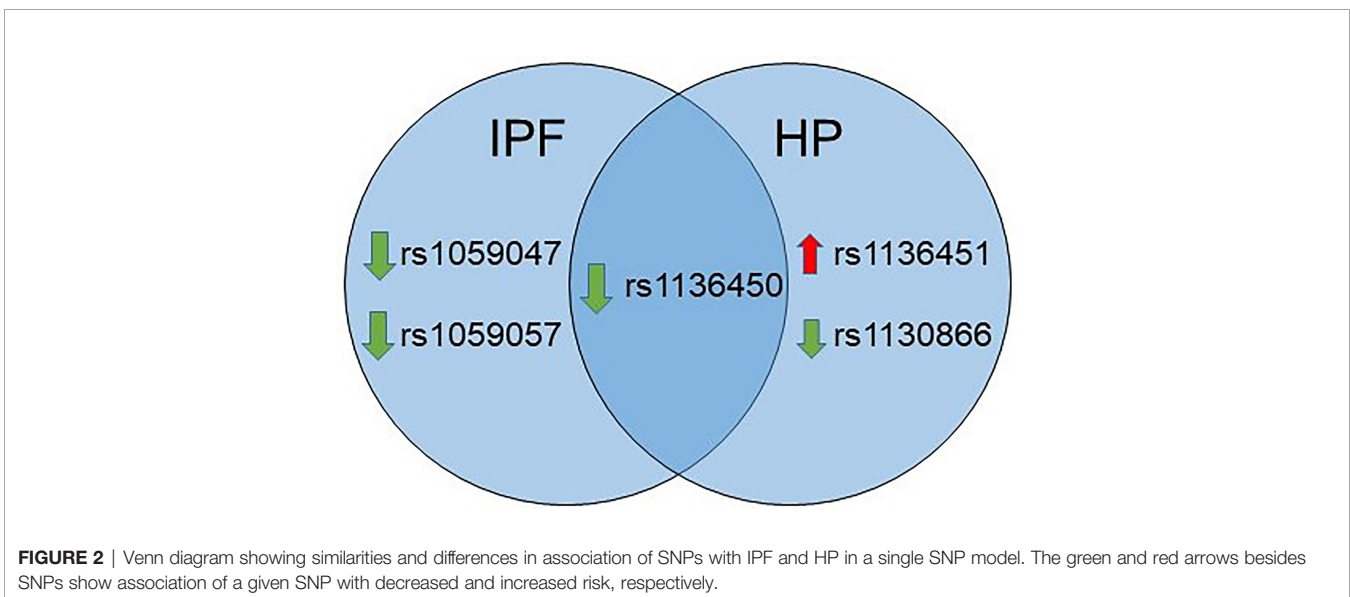 IPF
HP
rs1059047
rs1059057
rs1136450
rs1136451
rs1130866
FIGURE 2 | Venn diagram showing similarities and differences in association of SNPs with IPF and HP in a single SNP model. The green and red arrows besides
SNPs show association of a given SNP with decreased and increased risk, respectively.